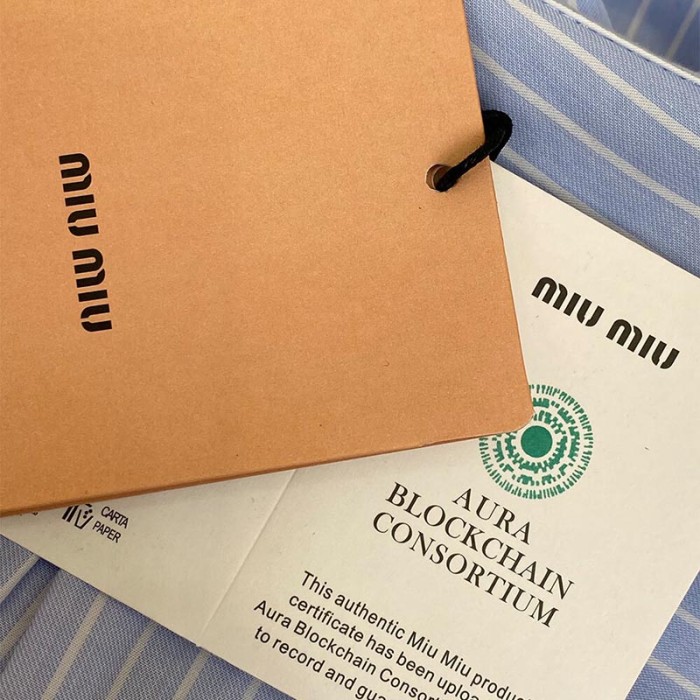 MIU MIU
MIU MIU
AURA
BLOCKCHAIN
CONSORTIUM
CARTA
PAPER
This authentic Miu Miu
certificate has been
Aura Blockchain
to record and